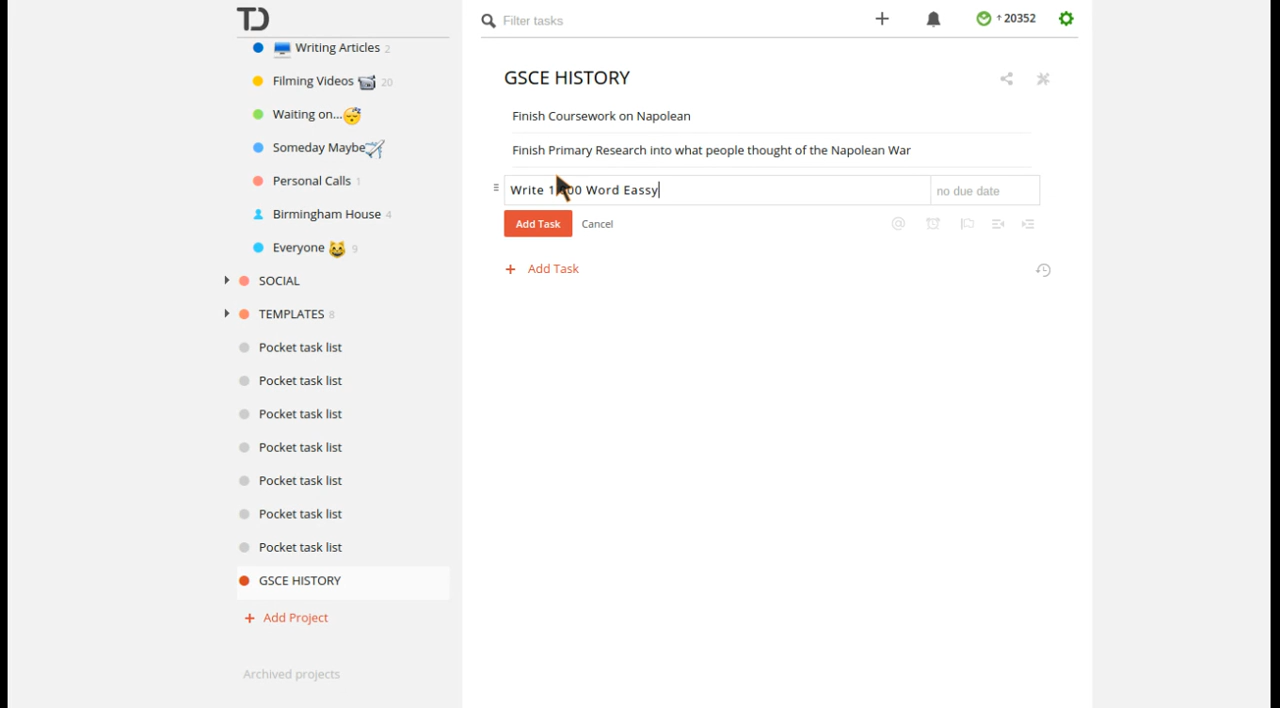 TD
Writing Articles 2
Filming Videos 20
Waiting on...
Someday Maybe
Personal Calls 1
Birmingham House 4
Everyone 9
SOCIAL
TEMPLATES 8
Pocket task list
Pocket task list
Pocket task list
Pocket task list
Pocket task list
Pocket task list
Pocket task list
GSCE HISTORY
+ Add Project
Archived projects
Filter tasks
↑20352
GSCE HISTORY
Finish Coursework on Napolean
Finish Primary Research into what people thought of the Napolean War
Write Word Eassy
no due date
Add Task Cancel
+ Add Task